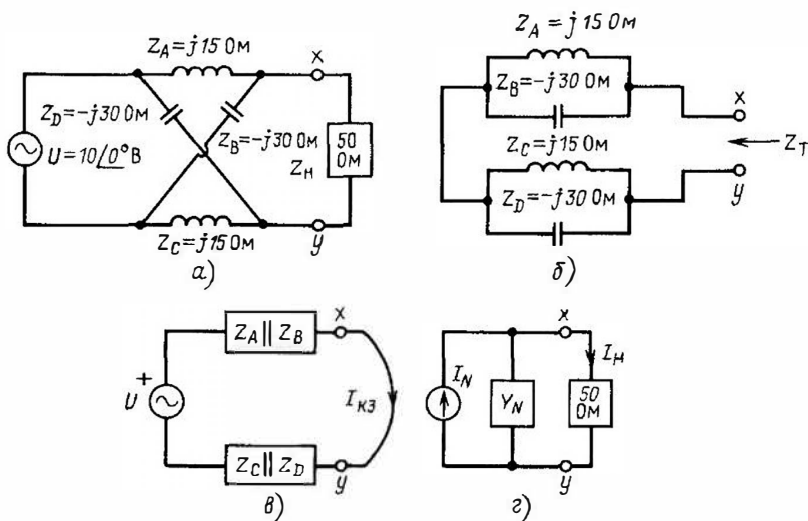 Z_A=j15 Ом
x
Z_D=-j30 Ом
U=10/0° В
Z_B=-j30 Ом
50 Ом
Z_Н
Z_C=j15 Ом
y
а)
Z_A=j15 Ом
Z_B=-j30 Ом
x
Z_C=j15 Ом
Z_T
Z_D=-j30 Ом
y
б)
x
Z_A||Z_B
+
U
I_КЗ
Z_C||Z_D
y
в)
x
I_Н
I_N
Y_N
50 Ом
y
г)